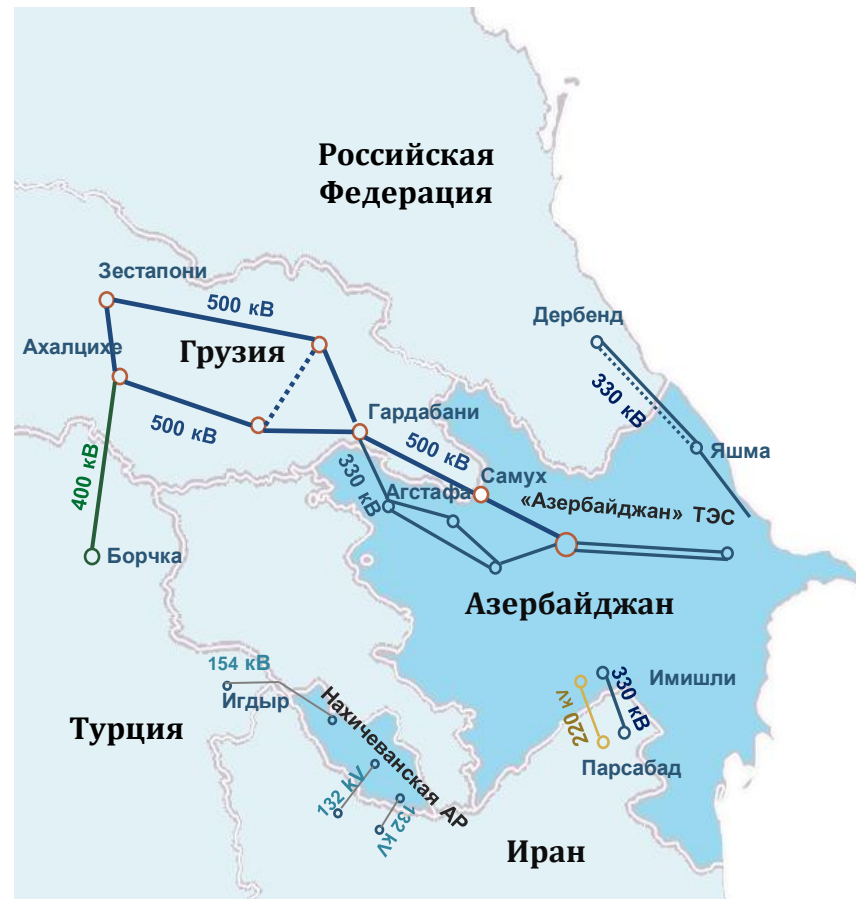 Российская
Федерация
Зестапони
500 кВ
Дербенд
Ахалцихе
Грузия
330 кВ
Гардабани
500 кВ
500 кВ
Яшма
400 кВ
330 кВ
Самух
Агстафа
«Азербайджан» ТЭС
Борчка
Азербайджан
154 кВ
Имишли
Игдыр
Нахичеванская АР
330 кВ
220 kv
Турция
Парсабад
132 kV
132 kV
Иран